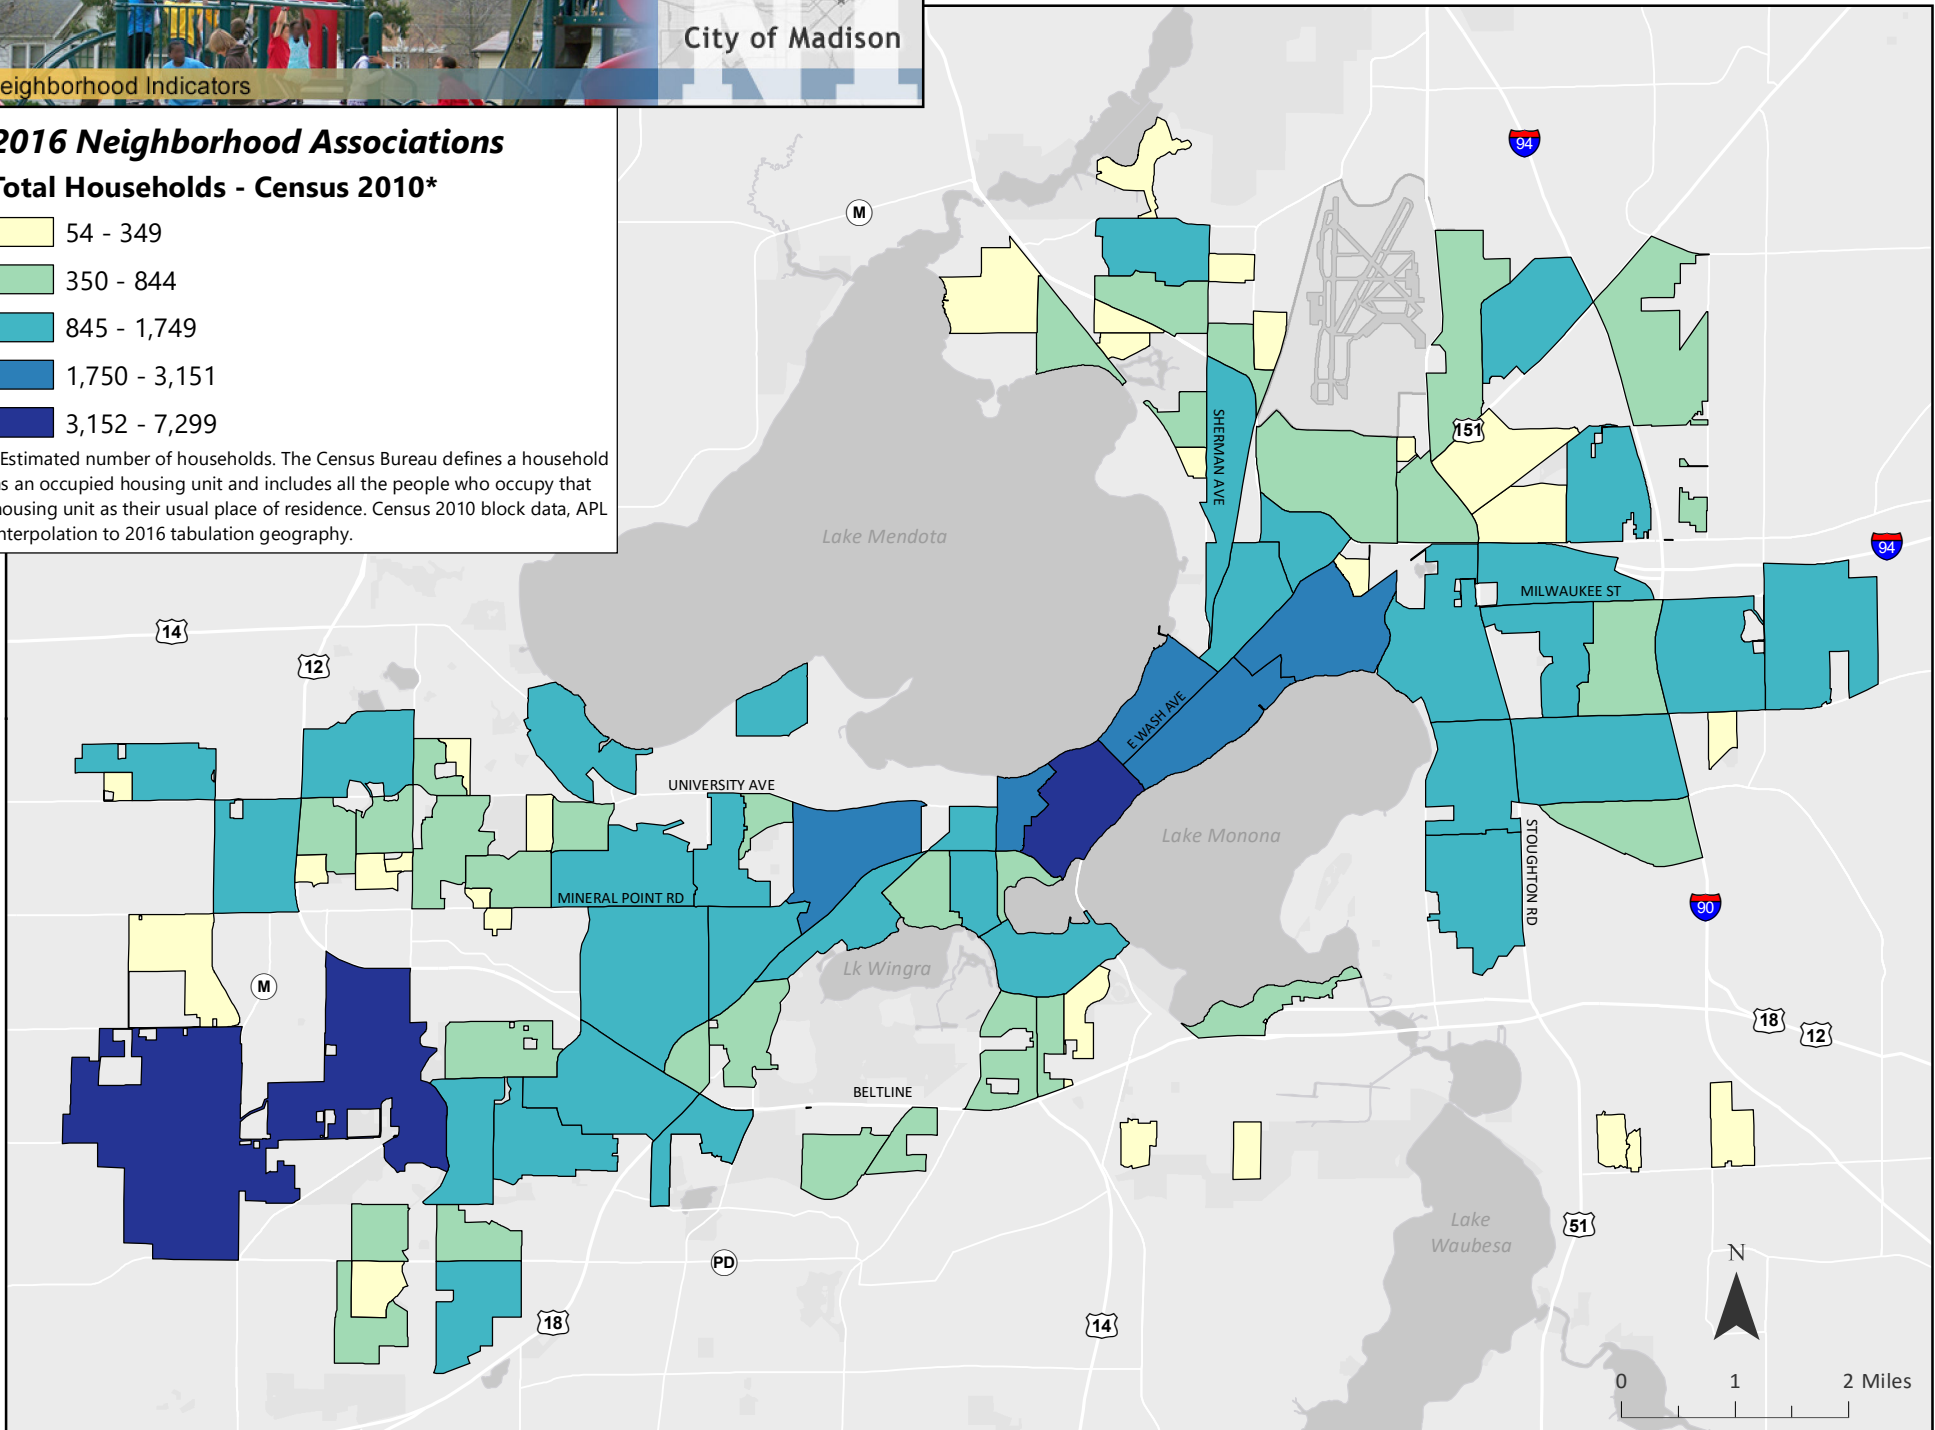 City of Madison
eighborhood Indicators
2016 Neighborhood Associations
Total Households - Census 2010*
54 - 349
350 - 844
845 - 1,749
1,750 - 3,151
3,152 - 7,299
Estimated number of households. The Census Bureau defines a household
as an occupied housing unit and includes all the people who occupy that
housing unit as their usual place of residence. Census 2010 block data, APL
interpolation to 2016 tabulation geography.
94
M
SHERMAN AVE
151
Lake Mendota
94
MILWAUKEE ST
14
12
E WASH AVE
UNIVERSITY AVE
Lake Monona
STOUGHTON RD
MINERAL POINT RD
90
Lk Wingra
M
18
12
BELTLINE
Lake
Waubesa
51
PD
N
18
14
0 1 2 Miles